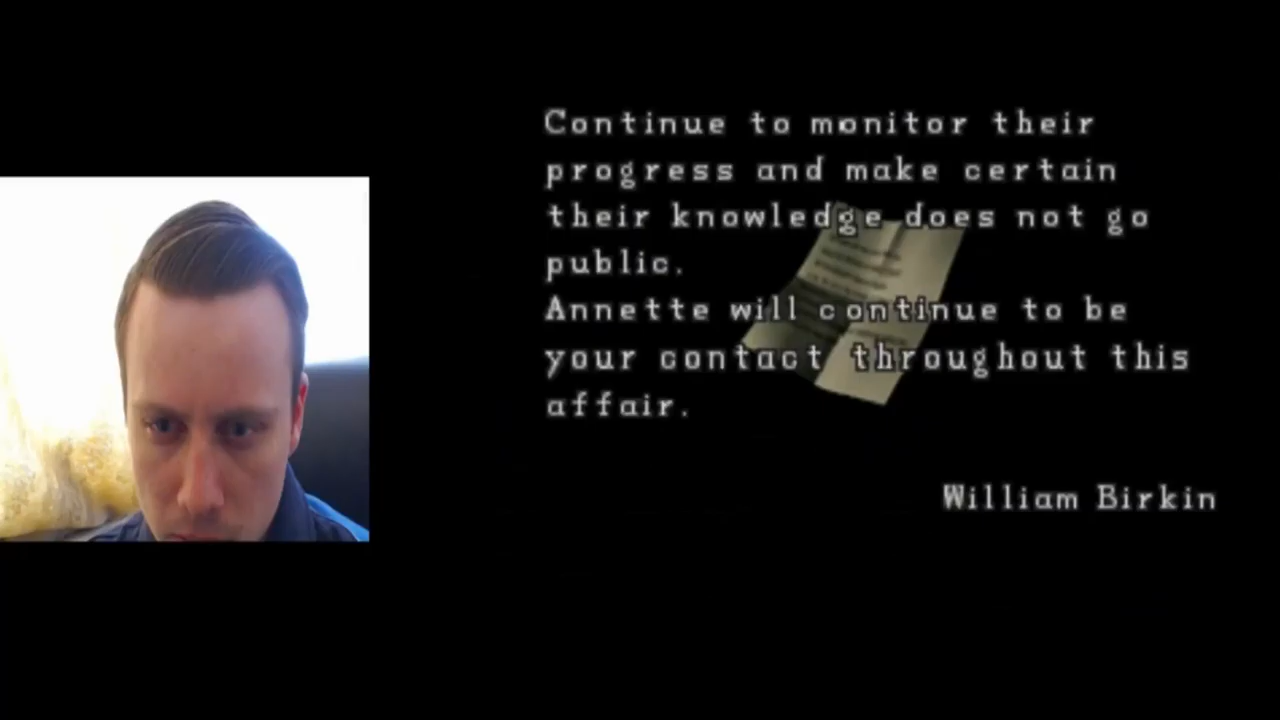 Continue to monitor their
progress and make certain
their knowledge does not go
public.
Annette will continue to be
your contact throughout this
affair.
William Birkin